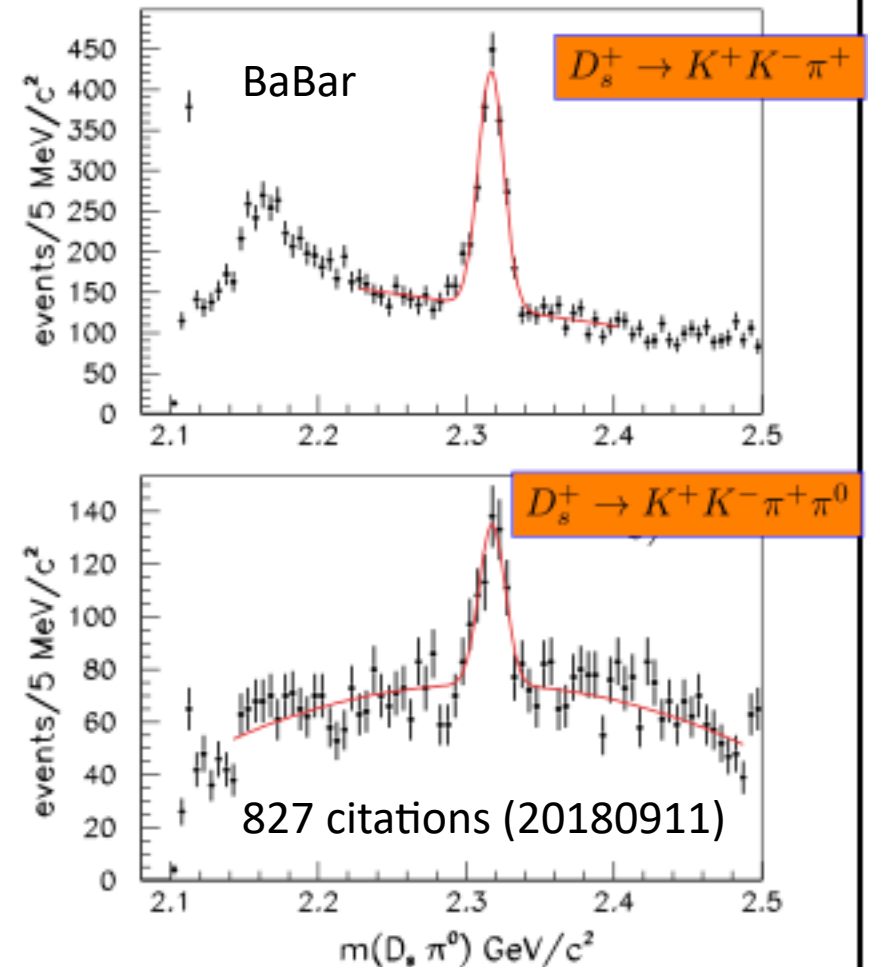 BaBar
D_s^+ → K^+ K^- π^+
events/5 MeV/c²
450
400
350
300
250
200
150
100
50
0
2.1 2.2 2.3 2.4 2.5
D_s^+ → K^+ K^- π^+ π^0
events/5 MeV/c²
140
120
100
80
60
40
20
0
827 citations (20180911)
2.1 2.2 2.3 2.4 2.5
m(D_s π^0) GeV/c²